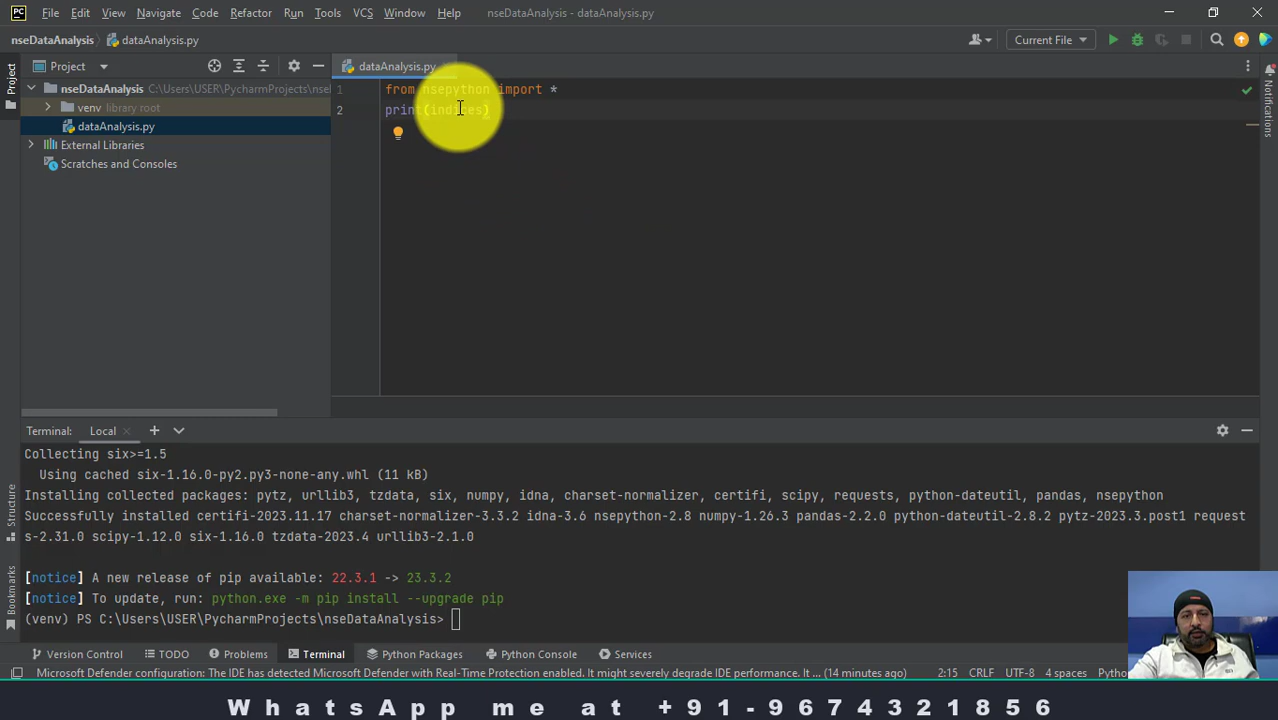 PC File Edit View Navigate Code Refactor Run Tools VCS Window Help nseDataAnalysis - dataAnalysis.py
nseDataAnalysis dataAnalysis.py Current File
Project dataAnalysis.py
Project
nseDataAnalysis C:\Users\USER\PycharmProjects\nsel
venv library root
dataAnalysis.py
External Libraries
Scratches and Consoles
1 from nsepython import *
2 print(indices)
Notifications
Structure
Bookmarks
Terminal: Local
Collecting six>=1.5
Using cached six-1.16.0-py2.py3-none-any.whl (11 kB)
Installing collected packages: pytz, urllib3, tzdata, six, numpy, idna, charset-normalizer, certifi, scipy, requests, python-dateutil, pandas, nsepython
Successfully installed certifi-2023.11.17 charset-normalizer-3.3.2 idna-3.6 nsepython-2.8 numpy-1.26.3 pandas-2.2.0 python-dateutil-2.8.2 pytz-2023.3.post1 request
s-2.31.0 scipy-1.12.0 six-1.16.0 tzdata-2023.4 urllib3-2.1.0
[notice] A new release of pip available: 22.3.1 -> 23.3.2
[notice] To update, run: python.exe -m pip install --upgrade pip
(venv) PS C:\Users\USER\PycharmProjects\nseDataAnalysis>
Version Control TODO Problems Terminal Python Packages Python Console Services
Microsoft Defender configuration: The IDE has detected Microsoft Defender with Real-Time Protection enabled. It might severely degrade IDE performance. I... (14 minutes ago) 2:15 CRLF UTF-8 4 spaces Pytho
WhatsApp me at +91-9674321856